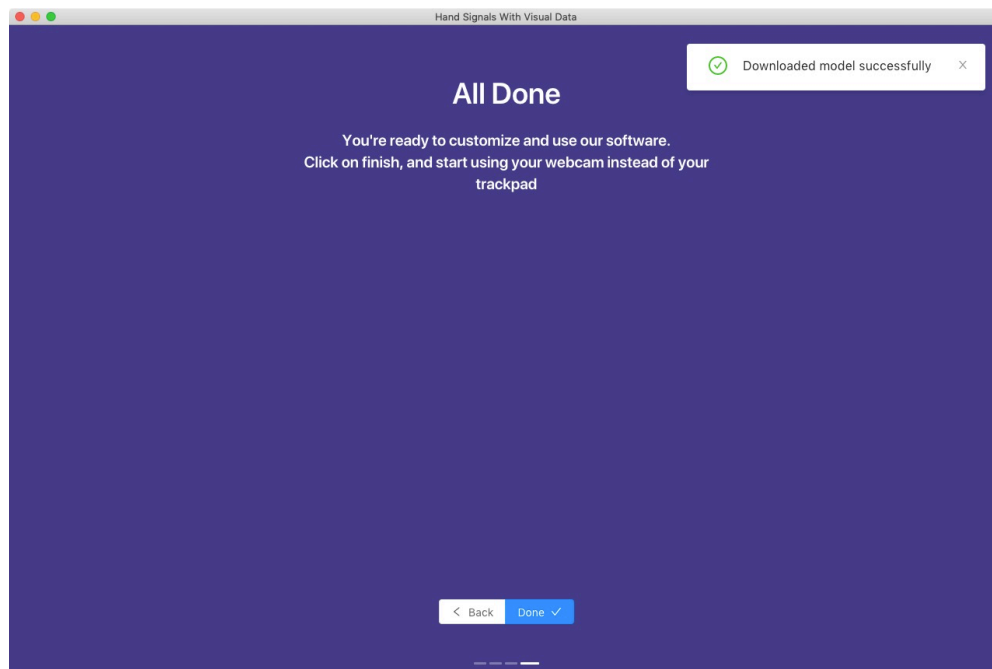 Hand Signals With Visual Data
Downloaded model successfully
All Done
You're ready to customize and use our software.
Click on finish, and start using your webcam instead of your
trackpad
Back
Done